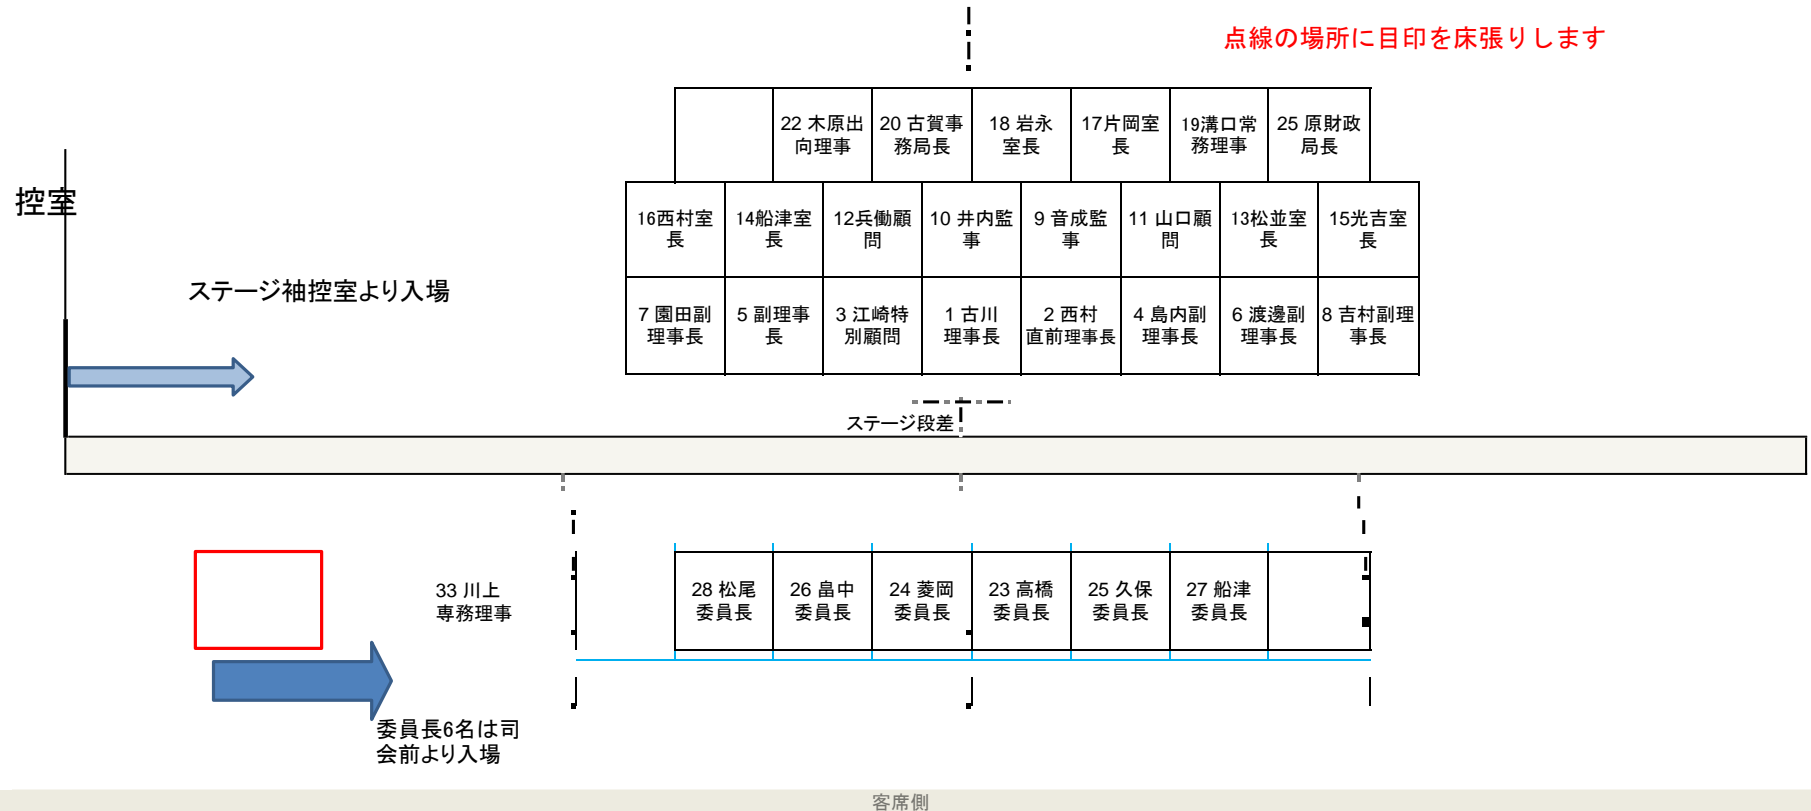 点線の場所に目印を床張りします
22 木原出
向理事
20 古賀事
務局長
18 岩永
室長
17片岡室
長
19溝口常
務理事
25 原財政
局長
控室
16西村室
長
14船津室
長
12兵働顧
問
10 井内監
事
9 音成監
事
11 山口顧
問
13松並室
長
15光吉室
長
ステージ袖控室より入場
7 園田副
理事長
5 副理事
長
3 江崎特
別顧問
1 古川
理事長
2 西村
直前理事長
4 島内副
理事長
6 渡邊副
理事長
8 吉村副理
事長
ステージ段差
33 川上
専務理事
28 松尾
委員長
26 畠中
委員長
24 菱岡
委員長
23 高橋
委員長
25 久保
委員長
27 船津
委員長
委員長6名は司
会前より入場
客席側